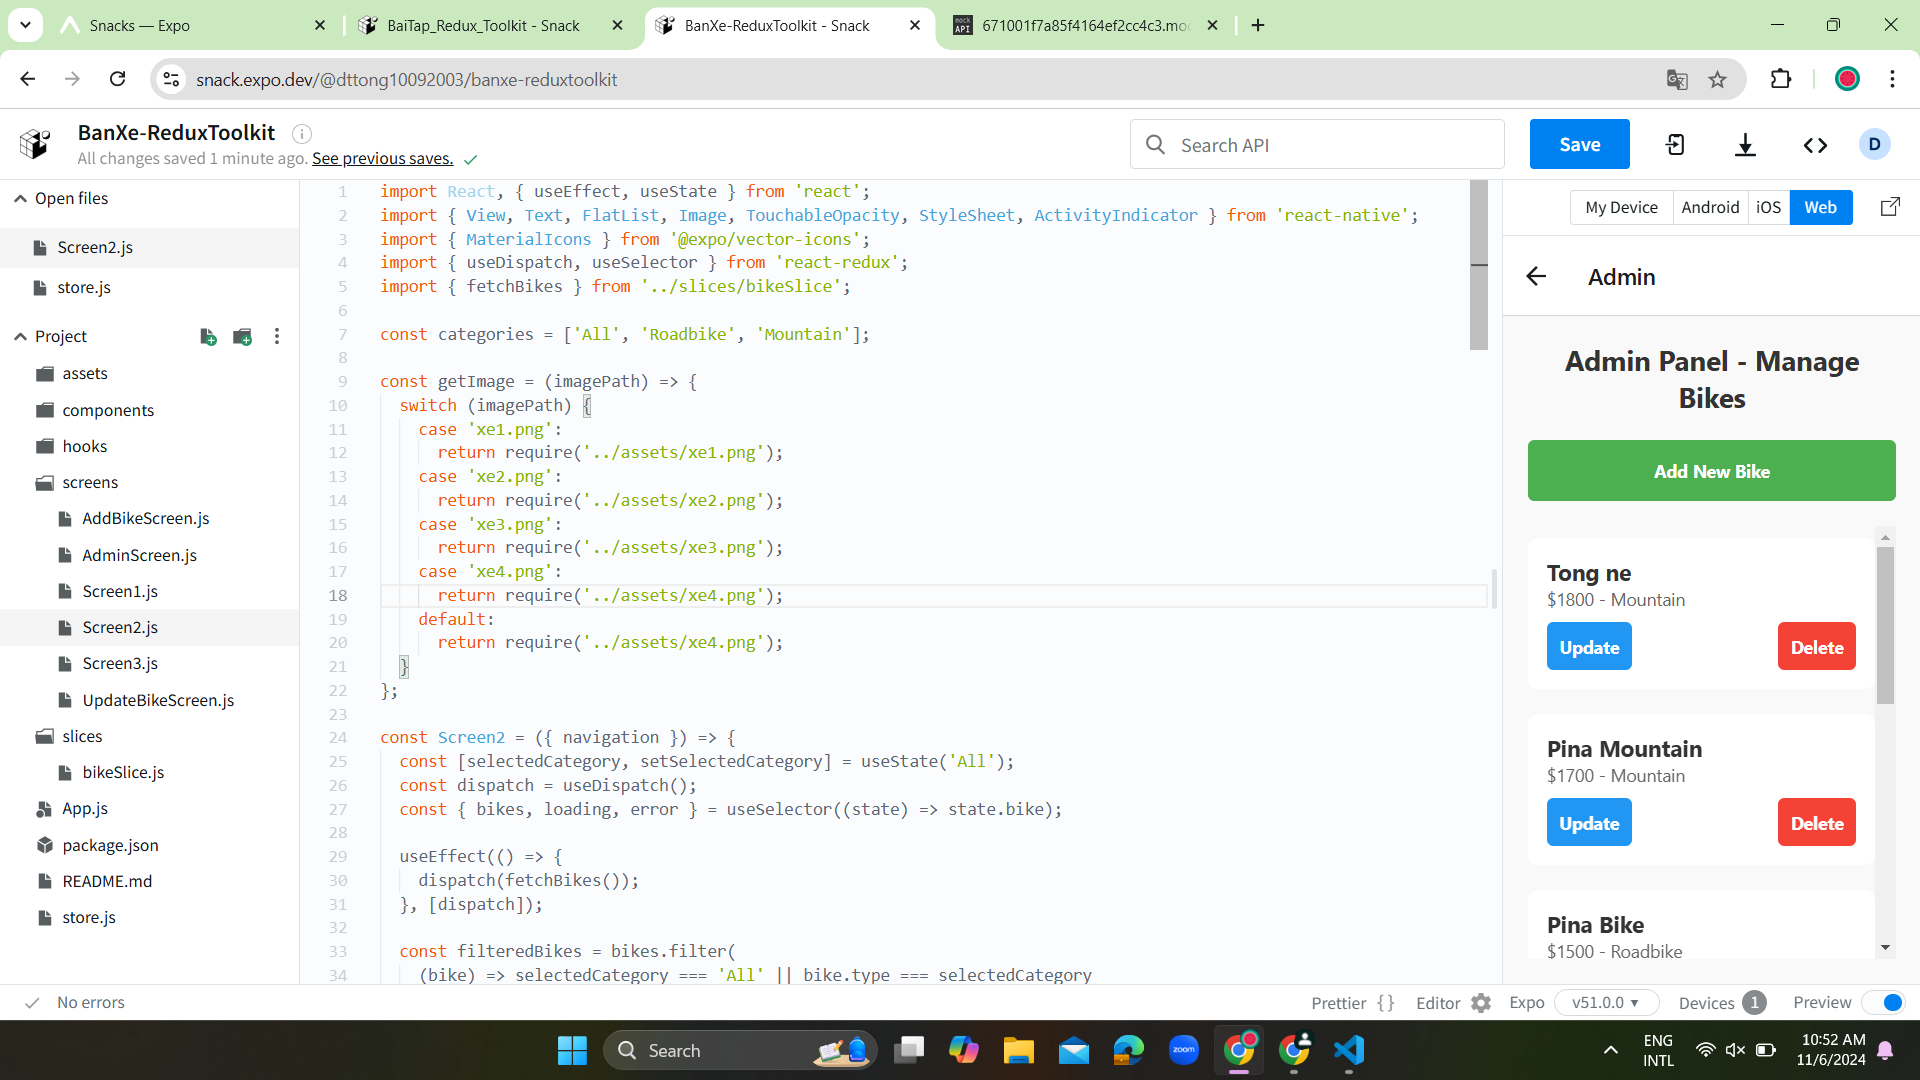 Snacks — Expo
BaiTap_Redux_Toolkit - Snack
BanXe-ReduxToolkit - Snack
671001f7a85f4164ef2cc4c3.moc
snack.expo.dev/@dttong10092003/banxe-reduxtoolkit
BanXe-ReduxToolkit
All changes saved 1 minute ago. See previous saves.
Search API
Save
D
Open files
Screen2.js
store.js
Project
assets
components
hooks
screens
AddBikeScreen.js
AdminScreen.js
Screen1.js
Screen2.js
Screen3.js
UpdateBikeScreen.js
slices
bikeSlice.js
App.js
package.json
README.md
store.js
1 import React, { useEffect, useState } from 'react';
2 import { View, Text, FlatList, Image, TouchableOpacity, StyleSheet, ActivityIndicator } from 'react-native';
3 import { MaterialIcons } from '@expo/vector-icons';
4 import { useDispatch, useSelector } from 'react-redux';
5 import { fetchBikes } from '../slices/bikeSlice';
6
7 const categories = ['All', 'Roadbike', 'Mountain'];
8
9 const getImage = (imagePath) => {
10 switch (imagePath) {
11 case 'xe1.png':
12 return require('../assets/xe1.png');
13 case 'xe2.png':
14 return require('../assets/xe2.png');
15 case 'xe3.png':
16 return require('../assets/xe3.png');
17 case 'xe4.png':
18 return require('../assets/xe4.png');
19 default:
20 return require('../assets/xe4.png');
21 }
22 };
23
24 const Screen2 = ({ navigation }) => {
25 const [selectedCategory, setSelectedCategory] = useState('All');
26 const dispatch = useDispatch();
27 const { bikes, loading, error } = useSelector((state) => state.bike);
28
29 useEffect(() => {
30 dispatch(fetchBikes());
31 }, [dispatch]);
32
33 const filteredBikes = bikes.filter(
34 (bike) => selectedCategory === 'All' || bike.type === selectedCategory
My Device Android iOS Web
Admin
Admin Panel - Manage
Bikes
Add New Bike
Tong ne
$1800 - Mountain
Update Delete
Pina Mountain
$1700 - Mountain
Update Delete
Pina Bike
$1500 - Roadbike
No errors
Prettier { } Editor Expo v51.0.0 Devices 1 Preview
Search
zoom
ENG
INTL
10:52 AM
11/6/2024